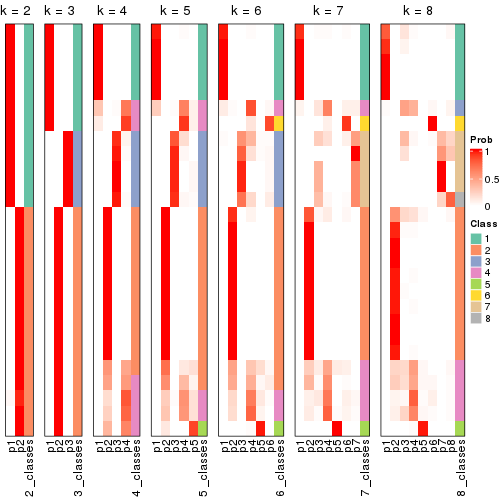 k = 2 k = 3 k = 4 k = 5 k = 6 k = 7 k = 8
Prob
1
0.5
0
Class
1
2
3
4
5
6
7
8
p1 p2 2_classes
p1 p2 p3 3_classes
p1 p2 p3 p4 4_classes
p1 p2 p3 p4 p5 5_classes
p1 p2 p3 p4 p5 p6 6_classes
p1 p2 p3 p4 p5 p6 p7 7_classes
p1 p2 p3 p4 p5 p6 p7 p8 8_classes